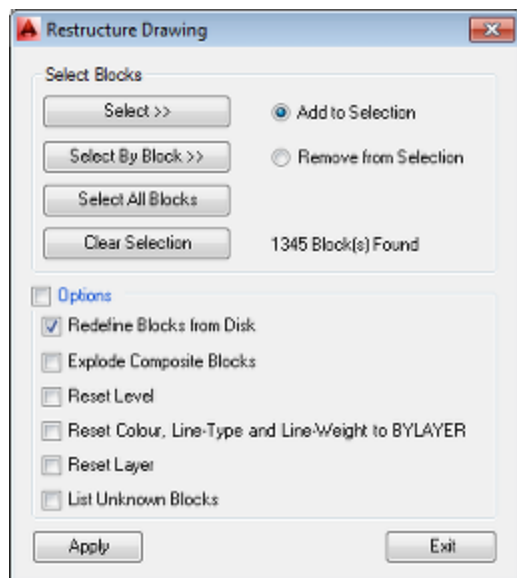 Restructure Drawing
Select Blocks
Select >>
Add to Selection
Select By Block >>
Remove from Selection
Select All Blocks
Clear Selection
1345 Block(s) Found
Options
Redefine Blocks from Disk
Explode Composite Blocks
Reset Level
Reset Colour, Line-Type and Line-Weight to BYLAYER
Reset Layer
List Unknown Blocks
Apply
Exit